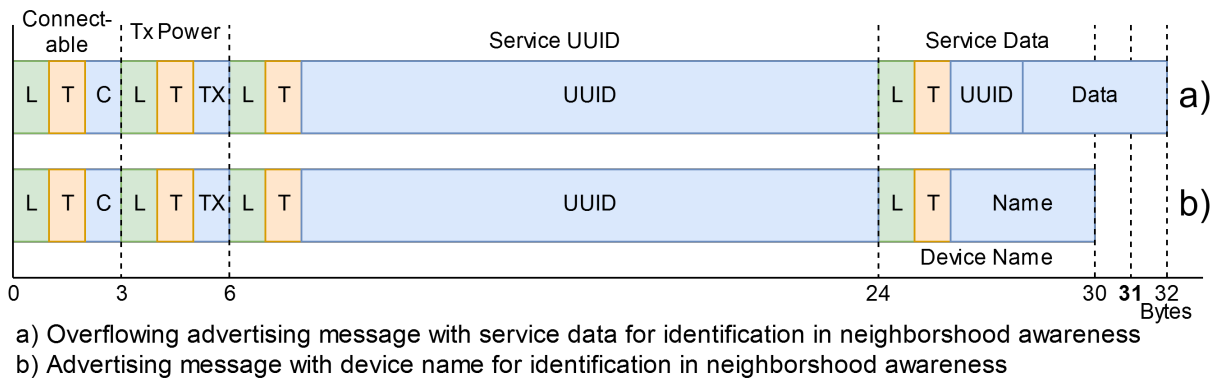 Connect-
able
Tx Power
Service UUID
Service Data
L T C L T TX L T UUID L T UUID Data a)
L T C L T TX L T UUID L T Name b)
Device Name
0 3 6 24 30 31 32
Bytes
a) Overflowing advertising message with service data for identification in neighborshood awareness
b) Advertising message with device name for identification in neighborshood awareness